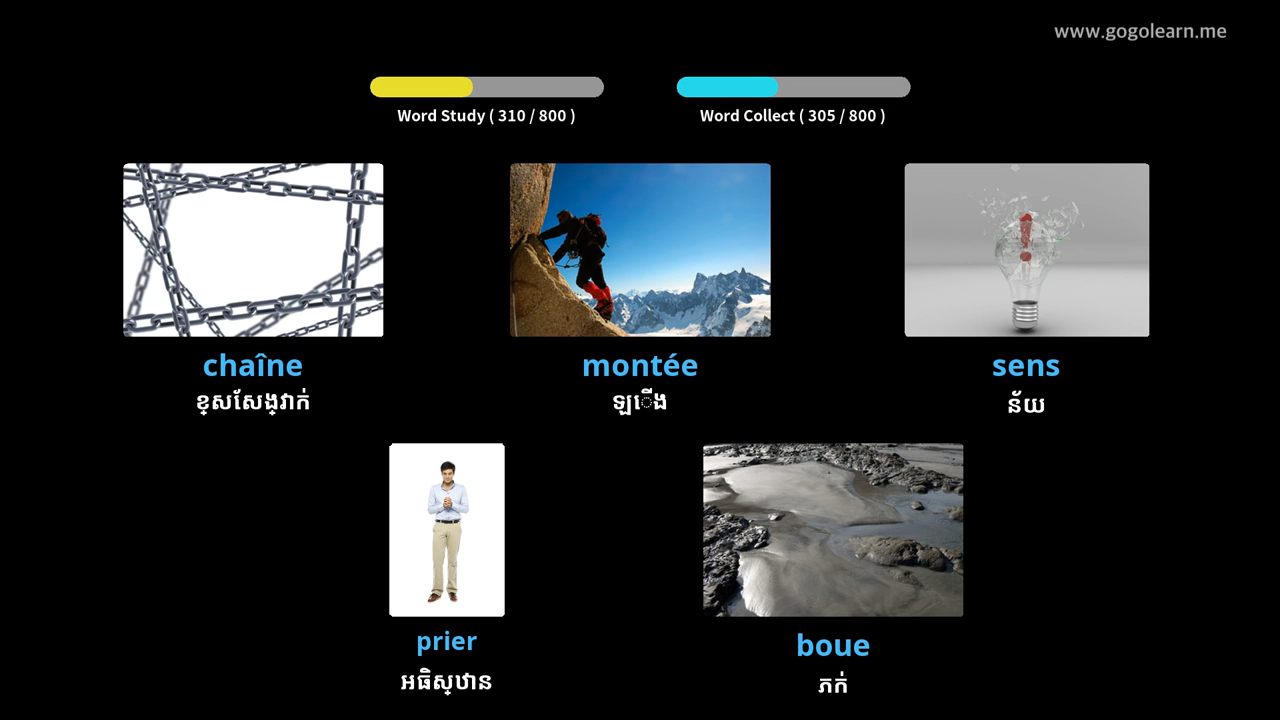 www.gogolearn.me
Word Study ( 310 / 800 )
Word Collect ( 305 / 800 )
chaîne
ខ្សែសង្វាក់
montée
ឡើង
sens
ន័យ
prier
អធិស្ឋាន
boue
ភក់